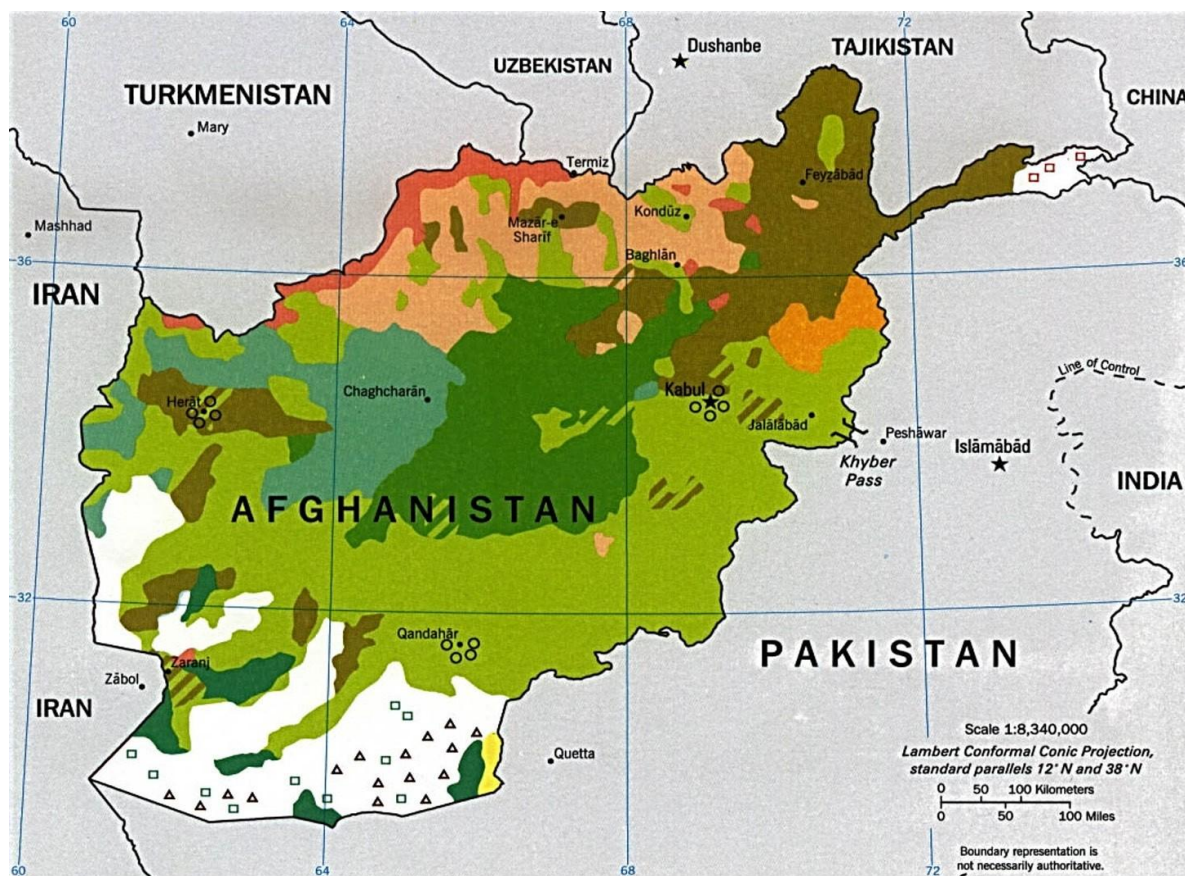 60
64
68
72
Dushanbe
TAJIKISTAN
UZBEKISTAN
TURKMENISTAN
CHINA
Mary
Termiz
Feyẕābād
Mashhad
Mazār-e
Sharīf
Kondūz
Baghlān
36
36
IRAN
Line of Control
Chaghcharān
Herāt
Kabul
Jalālābād
Peshāwar
Islāmābād
Khyber
Pass
INDIA
AFGHANISTAN
32
32
Qandahār
PAKISTAN
Zaranj
Zābol
IRAN
Quetta
Scale 1:8,340,000
Lambert Conformal Conic Projection,
standard parallels 12°N and 38°N
0 50 100 Kilometers
0 50 100 Miles
Boundary representation is
not necessarily authoritative.
60
64
68
72